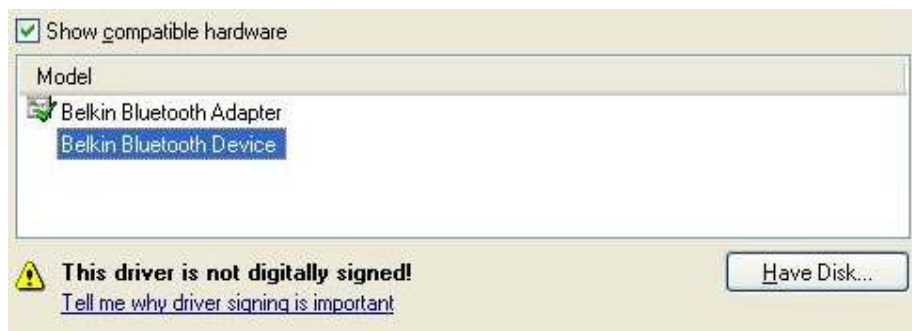 Show compatible hardware
Model
Belkin Bluetooth Adapter
Belkin Bluetooth Device
This driver is not digitally signed!
Have Disk...
Tell me why driver signing is important